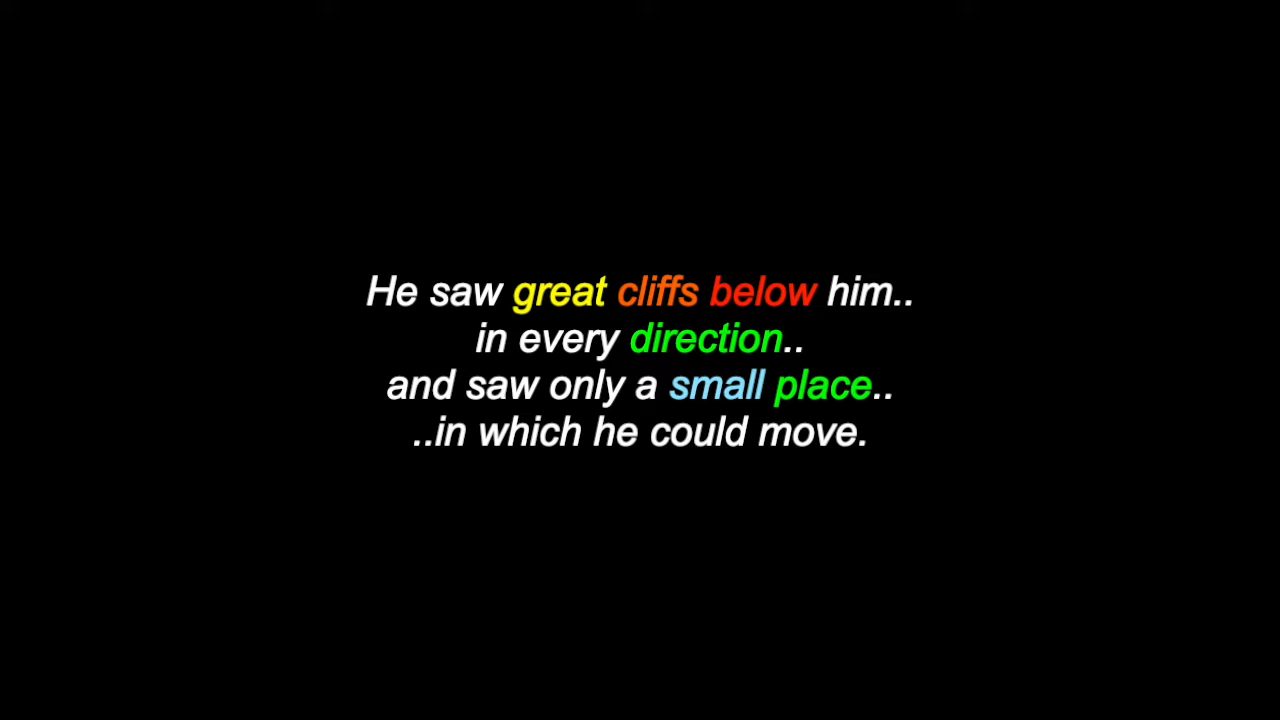 He saw great cliffs below him..
in every direction..
and saw only a small place..
..in which he could move.